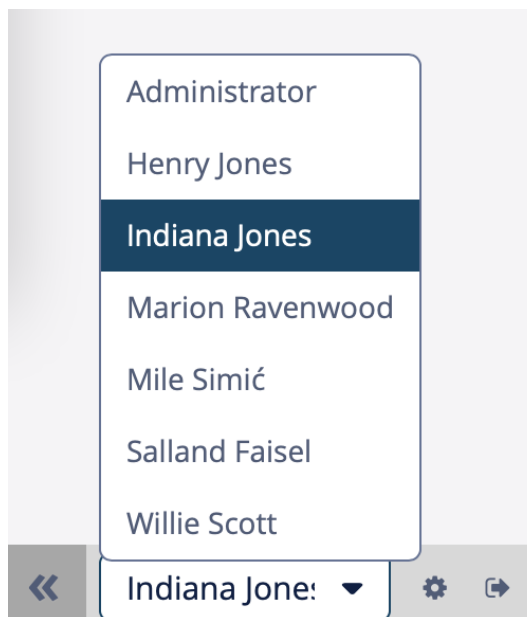 Administrator
Henry Jones
Indiana Jones
Marion Ravenwood
Mile Simić
Salland Faisel
Willie Scott
Indiana Jone